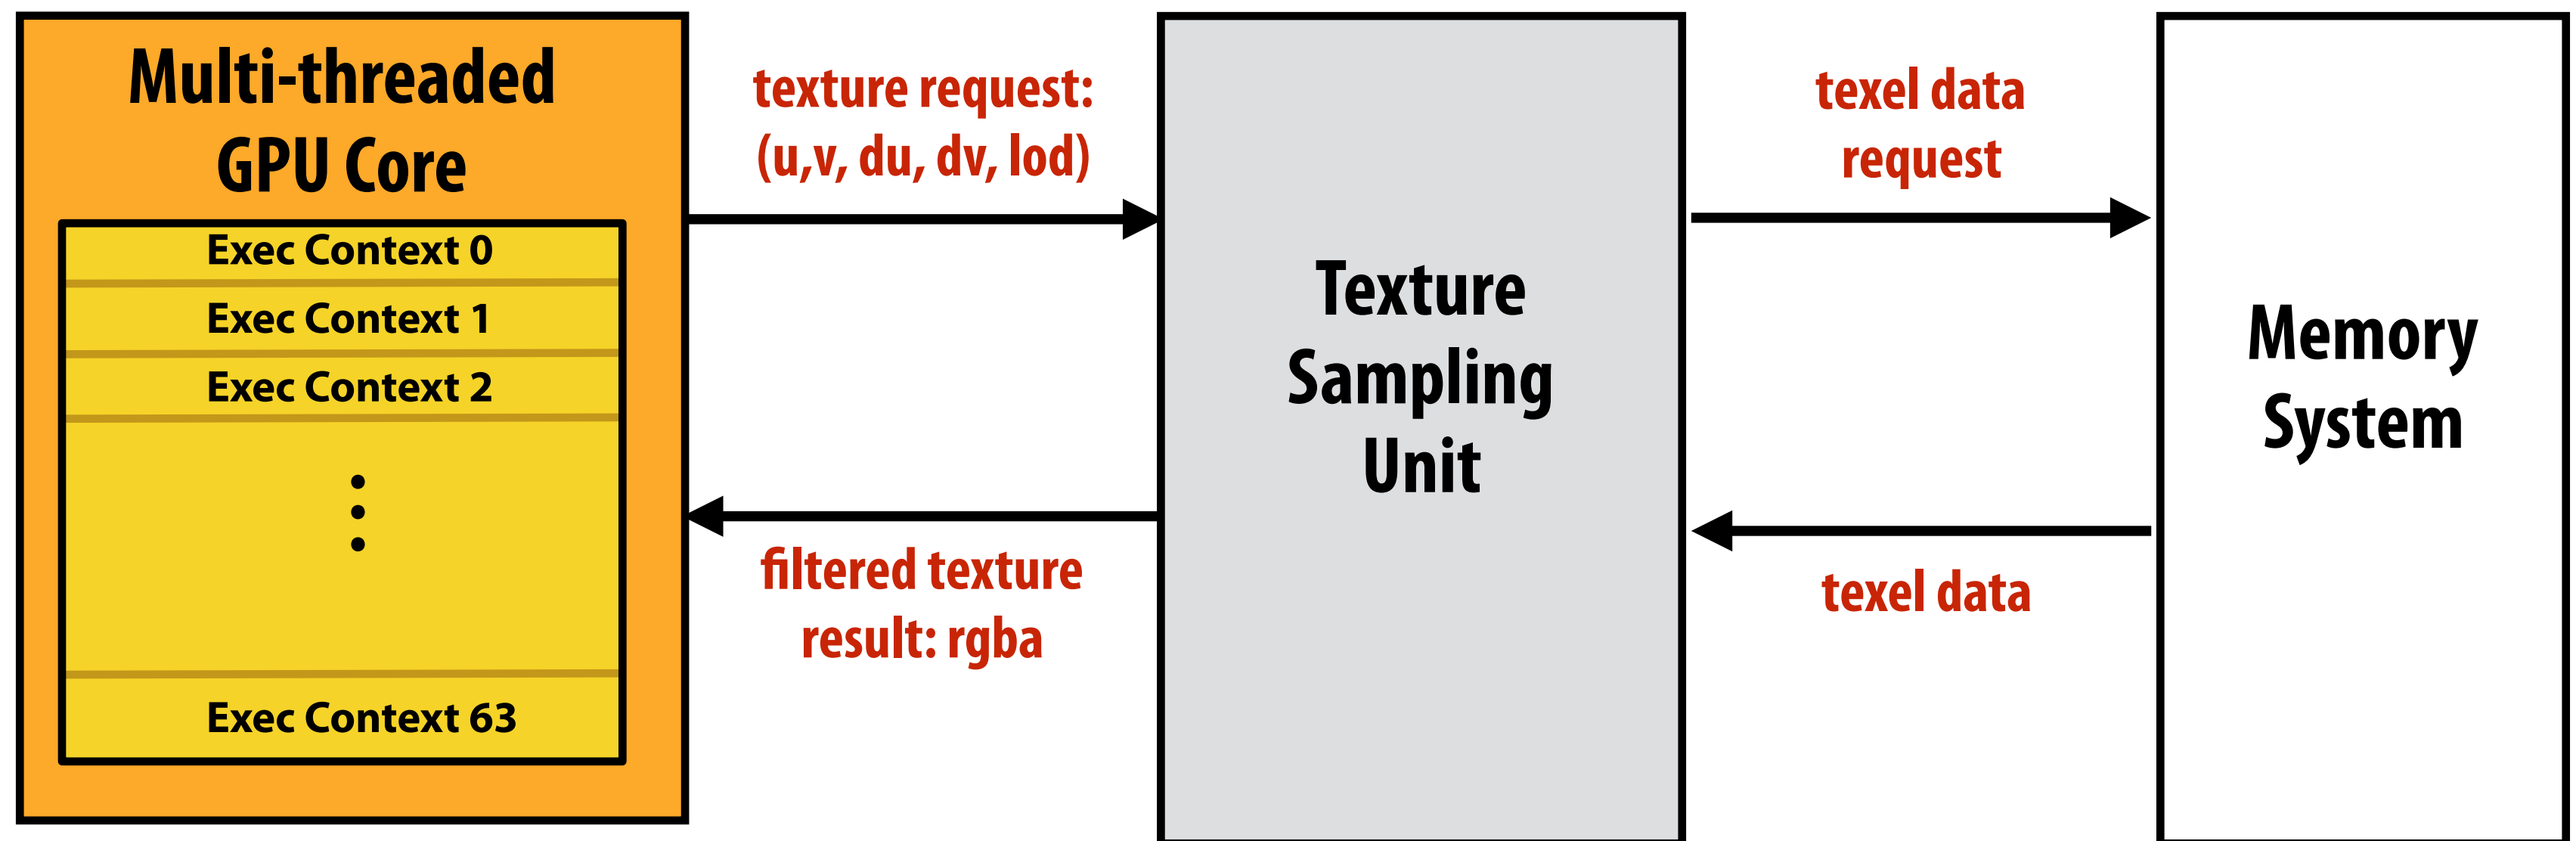 Multi-threaded
GPU Core
Exec Context 0
Exec Context 1
Exec Context 2
Exec Context 63
texture request:
(u,v, du, dv, lod)
filtered texture
result: rgba
Texture
Sampling
Unit
texel data
request
texel data
Memory
System